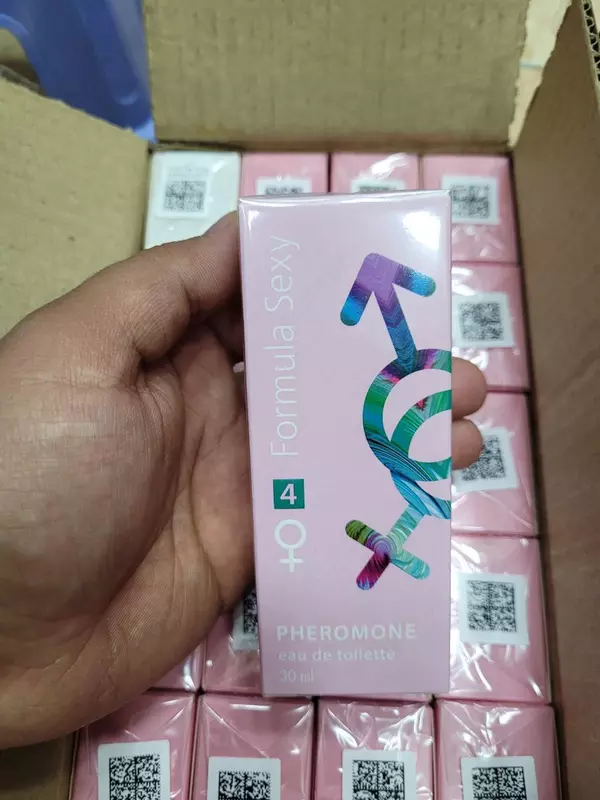 4 Formula Sexy
PHEROMONE
eau de toilette
30 ml